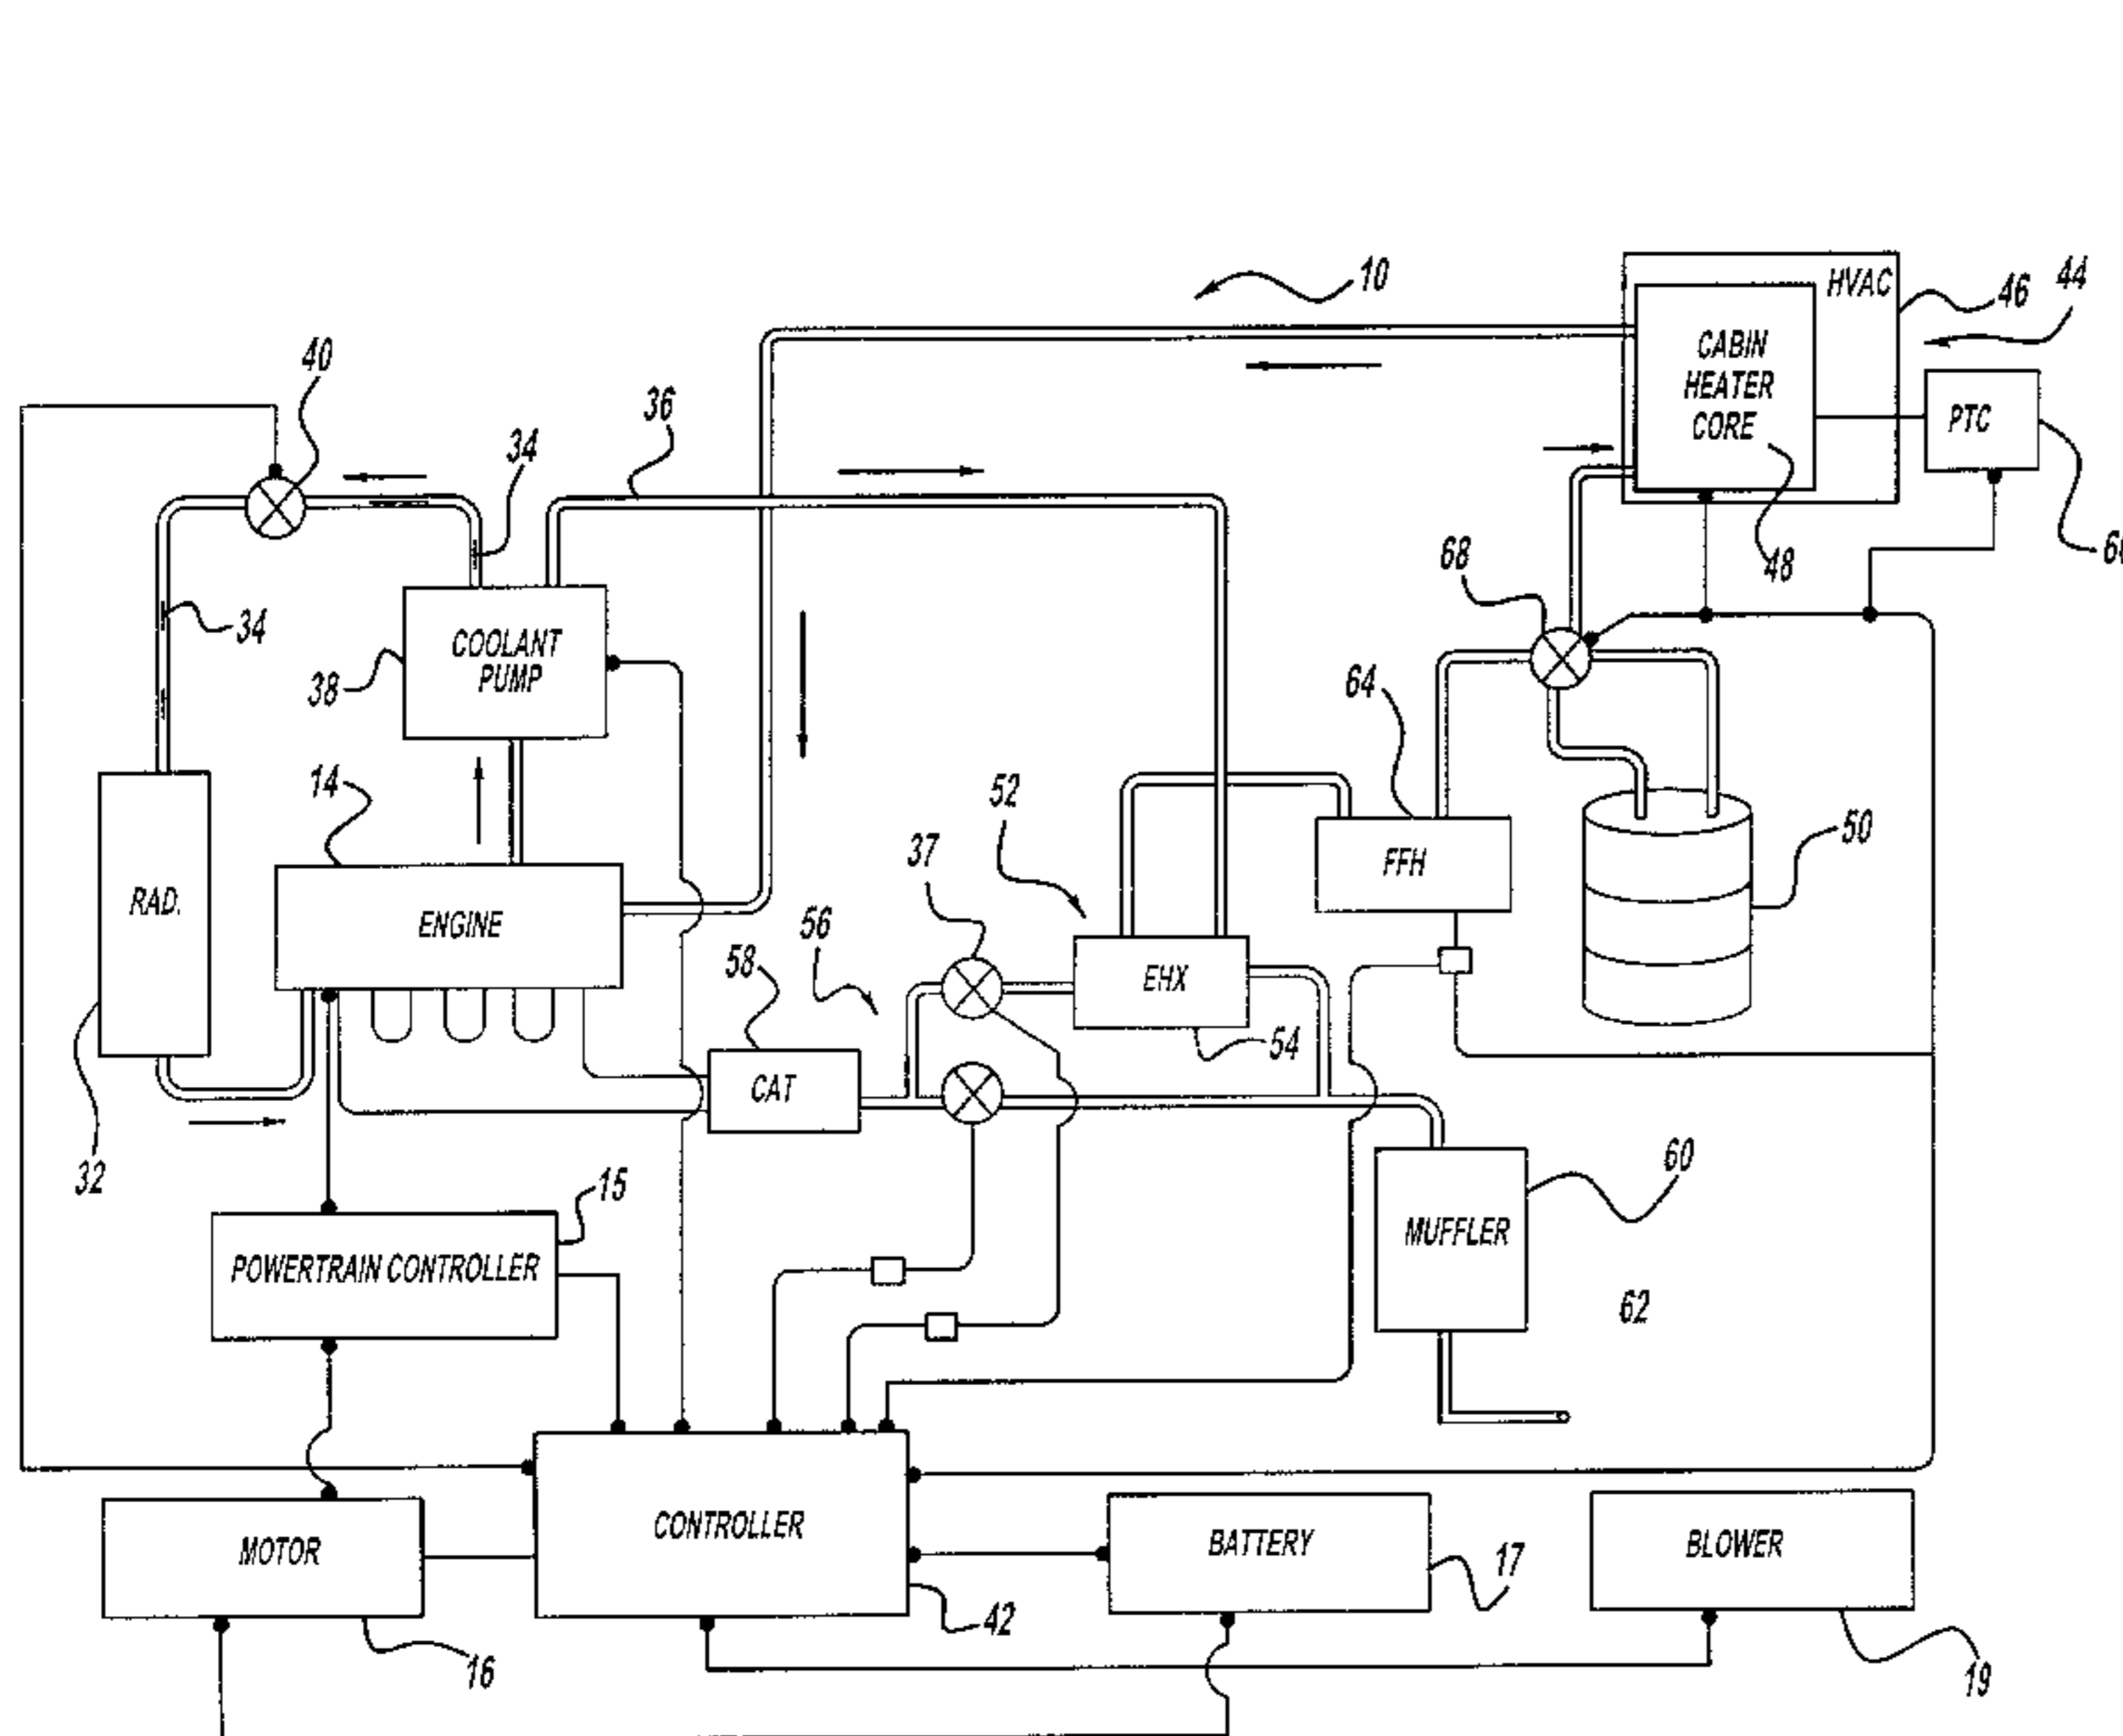 10
HVAC
44
46
40
CABIN
HEATER
CORE
36
PTC
34
68
48
34
COOLANT
PUMP
38
64
14
52
50
37
FFH
RAD.
ENGINE
56
58
EHX
54
CAT
32
15
60
MUFFLER
POWERTRAIN CONTROLLER
62
CONTROLLER
MOTOR
BATTERY
BLOWER
17
42
16
19